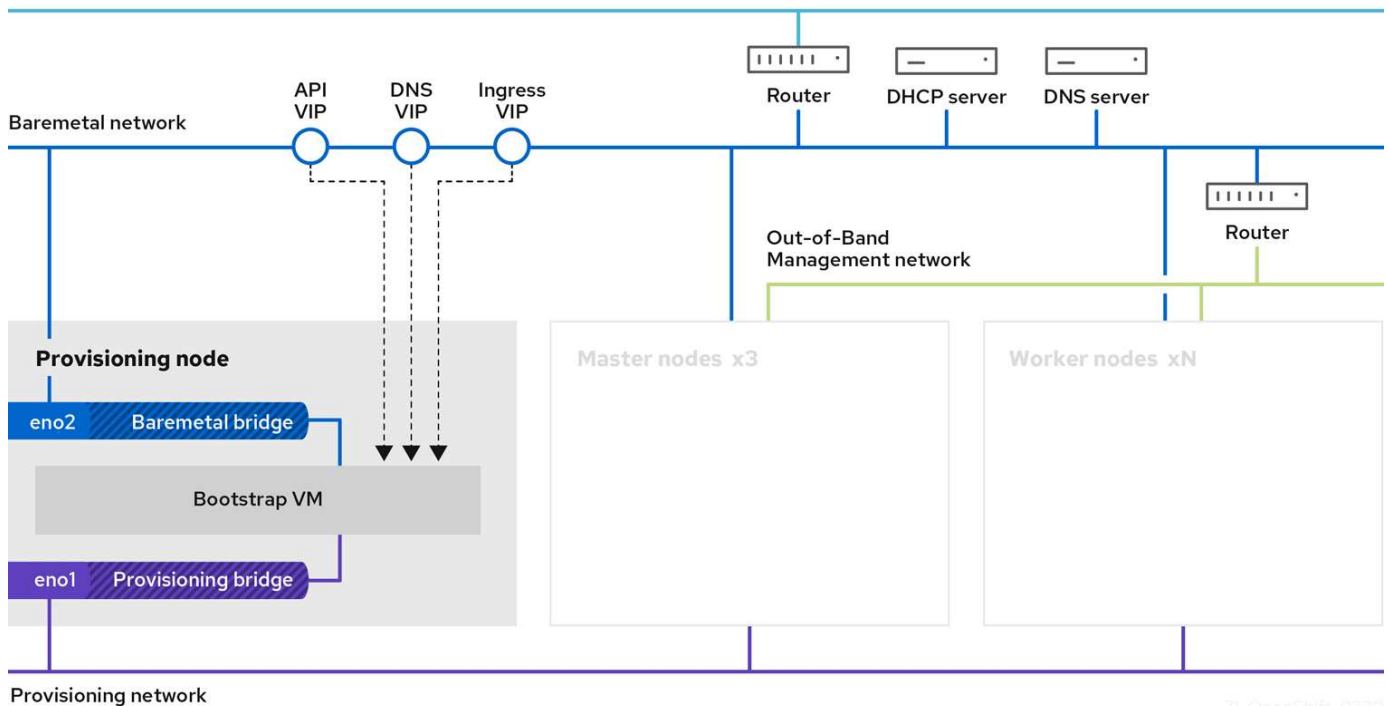 API
VIP
DNS
VIP
Ingress
VIP
Router
DHCP server
DNS server
Baremetal network
Router
Out-of-Band
Management network
Provisioning node
Master nodes x3
Worker nodes xN
eno2
Baremetal bridge
Bootstrap VM
eno1
Provisioning bridge
Provisioning network